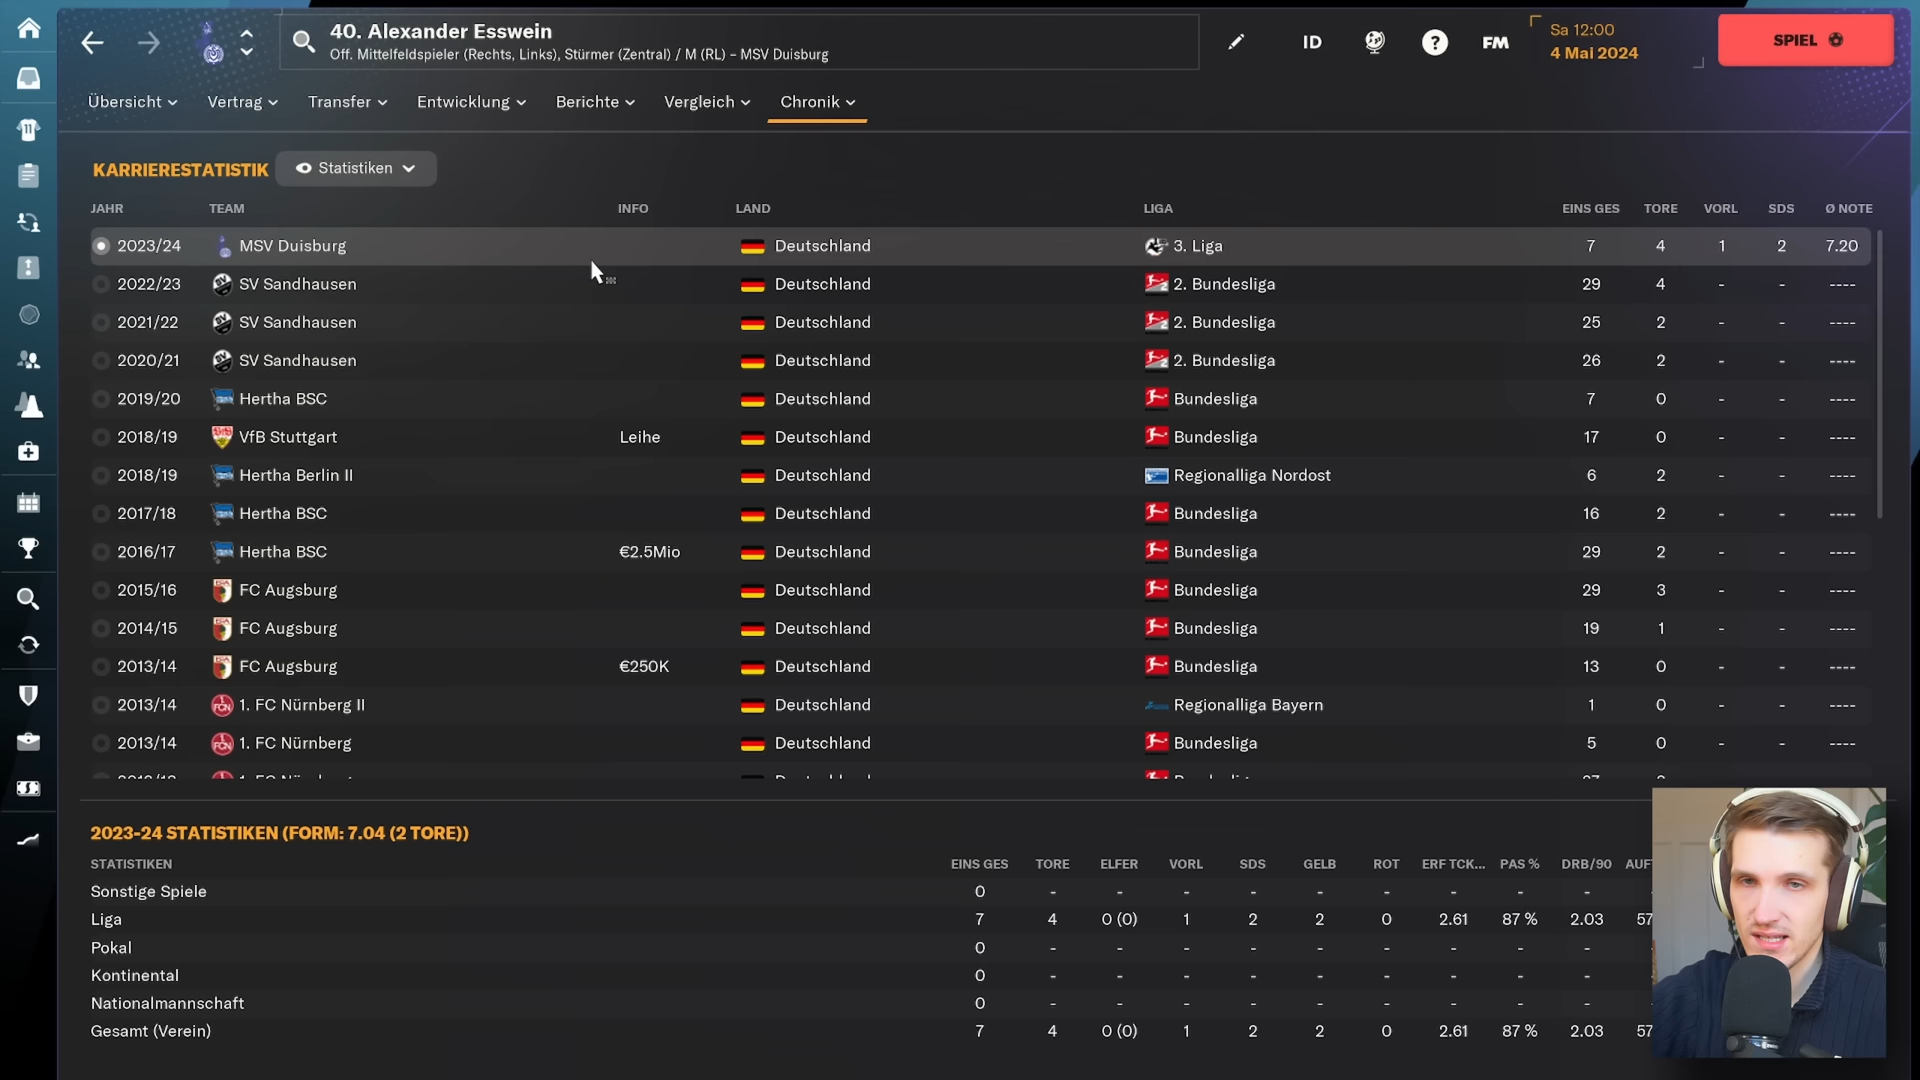 40. Alexander Esswein
Off. Mittelfeldspieler (Rechts, Links), Stürmer (Zentral) / M (RL) - MSV Duisburg
ID
FM
Sa 12:00
4 Mai 2024
SPIEL
Übersicht Vertrag Transfer Entwicklung Berichte Vergleich Chronik
KARRIERESTATISTIK Statistiken
JAHR TEAM INFO LAND LIGA EINS GES TORE VORL SDS Ø NOTE
2023/24 MSV Duisburg Deutschland 3. Liga 7 4 1 2 7.20
2022/23 SV Sandhausen Deutschland 2. Bundesliga 29 4 - - ----
2021/22 SV Sandhausen Deutschland 2. Bundesliga 25 2 - - ----
2020/21 SV Sandhausen Deutschland 2. Bundesliga 26 2 - - ----
2019/20 Hertha BSC Deutschland Bundesliga 7 0 - - ----
2018/19 VfB Stuttgart Leihe Deutschland Bundesliga 17 0 - - ----
2018/19 Hertha Berlin II Deutschland Regionalliga Nordost 6 2 - - ----
2017/18 Hertha BSC Deutschland Bundesliga 16 2 - - ----
2016/17 Hertha BSC €2.5Mio Deutschland Bundesliga 29 2 - - ----
2015/16 FC Augsburg Deutschland Bundesliga 29 3 - - ----
2014/15 FC Augsburg Deutschland Bundesliga 19 1 - - ----
2013/14 FC Augsburg €250K Deutschland Bundesliga 13 0 - - ----
2013/14 1. FC Nürnberg II Deutschland Regionalliga Bayern 1 0 - - ----
2013/14 1. FC Nürnberg Deutschland Bundesliga 5 0 - - ----
2023-24 STATISTIKEN (FORM: 7.04 (2 TORE))
STATISTIKEN EINS GES TORE ELFER VORL SDS GELB ROT ERF TCK... PAS % DRB/90
Sonstige Spiele 0 - - - - - - - - -
Liga 7 4 0 (0) 1 2 2 0 2.61 87 % 2.03
Pokal 0 - - - - - - - - -
Kontinental 0 - - - - - - - - -
Nationalmannschaft 0 - - - - - - - - -
Gesamt (Verein) 7 4 0 (0) 1 2 2 0 2.61 87 % 2.03